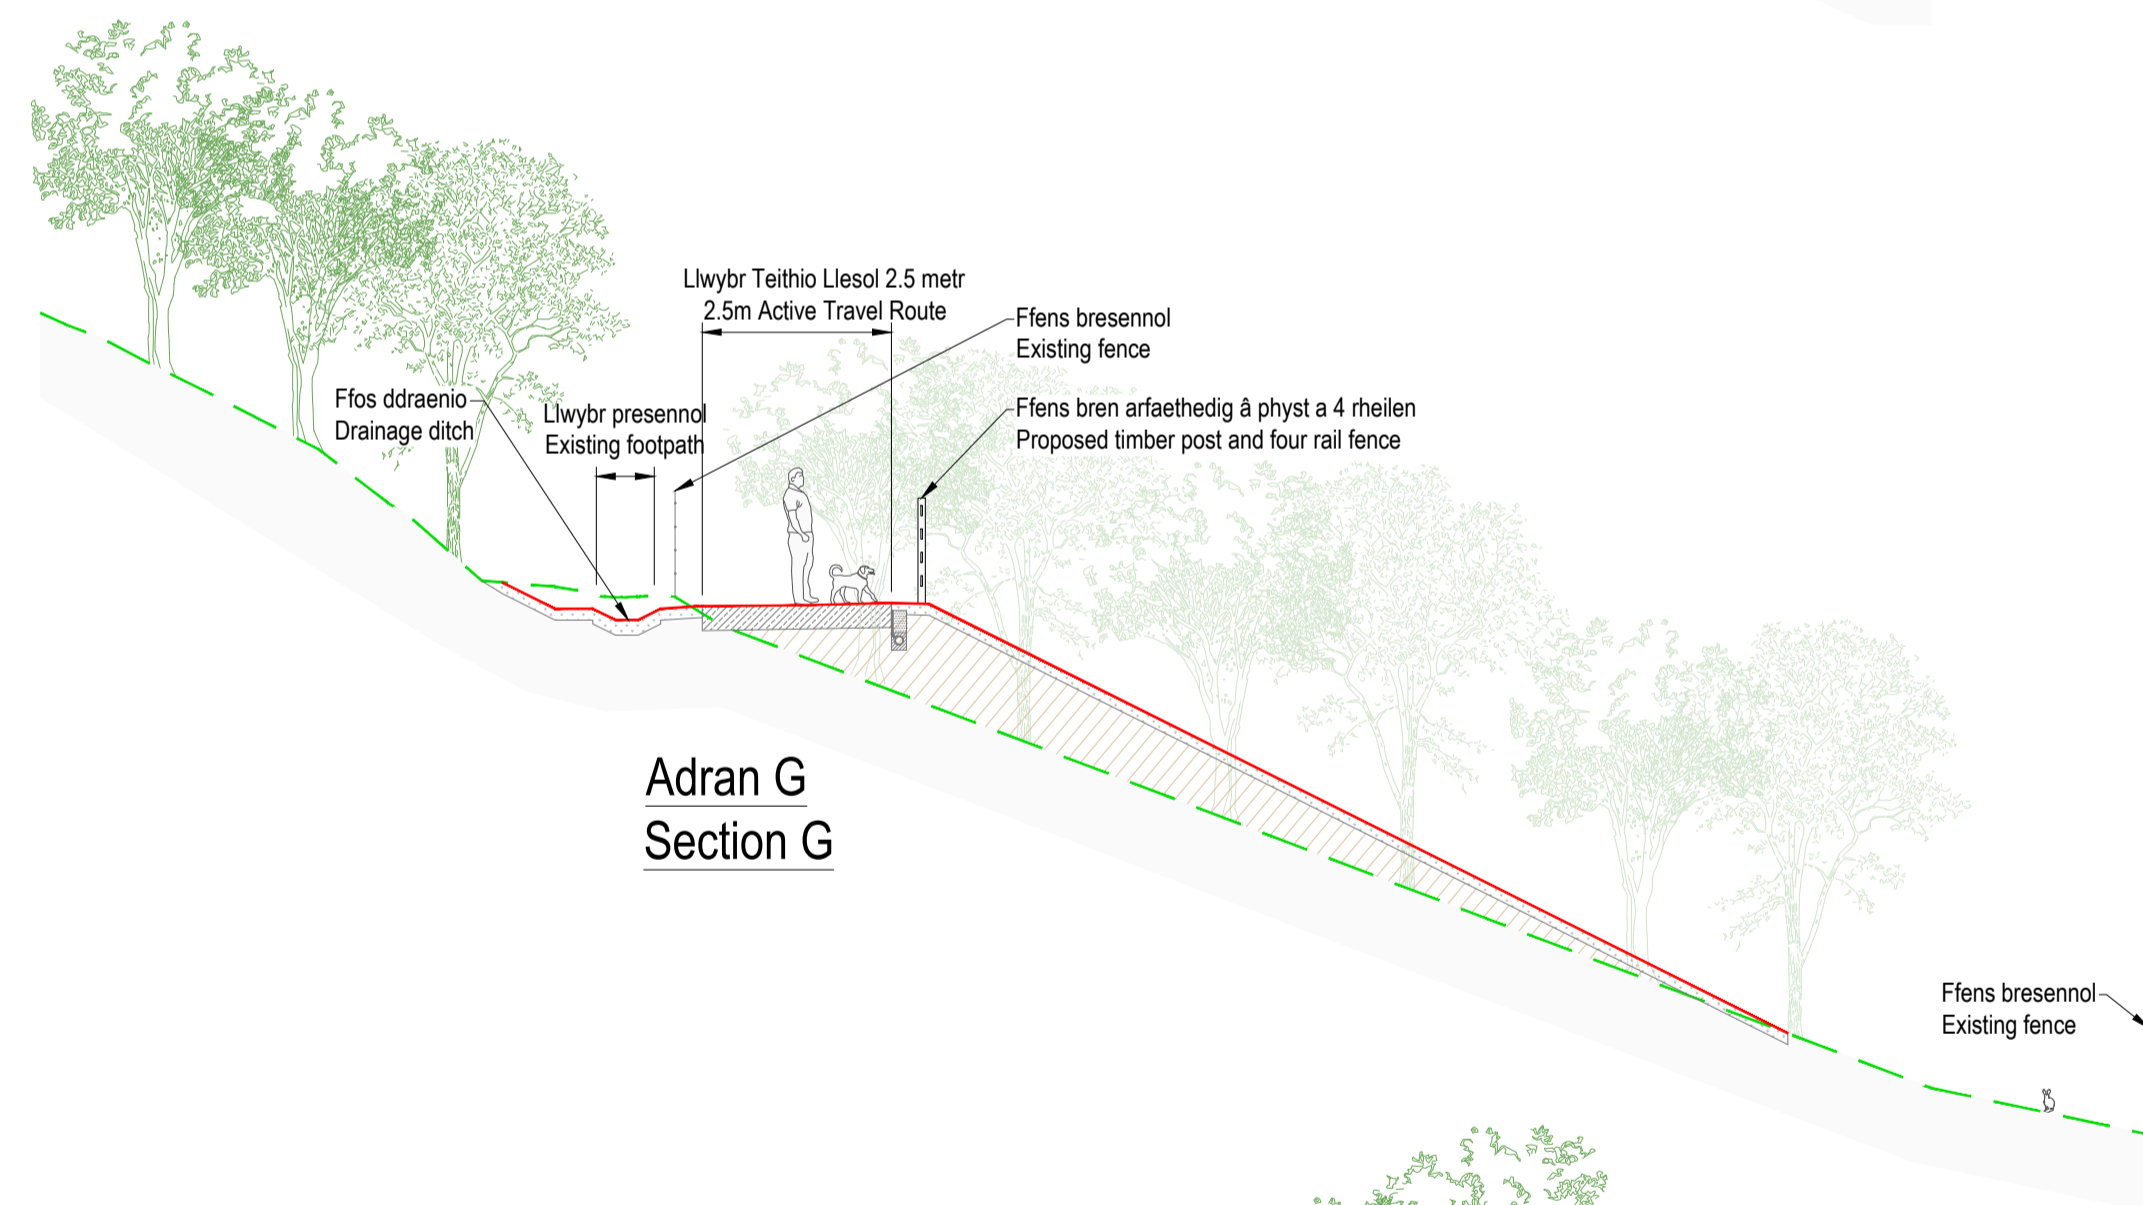 Llwybr Teithio Llesol 2.5 metr
2.5m Active Travel Route
Ffens bresennol
Existing fence
Ffos ddraenio
Drainage ditch
Llwybr presennol
Existing footpath
Ffens bren arfaethedig â physt a 4 rheilen
Proposed timber post and four rail fence
Adran G
Section G
Ffens bresennol
Existing fence